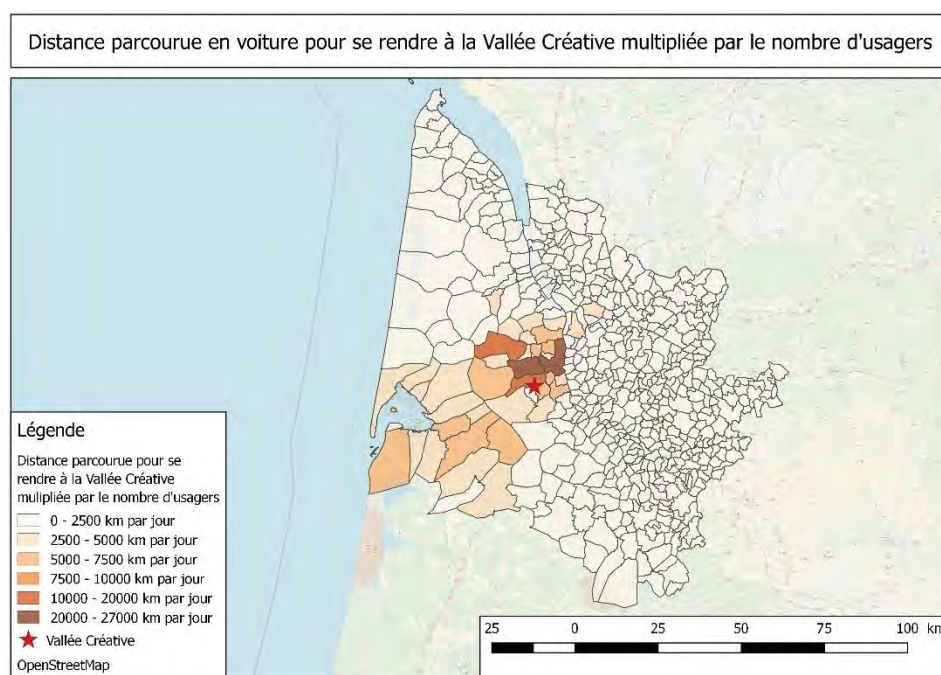 Distance parcourue en voiture pour se rendre à la Vallée Créative multipliée par le nombre d'usagers
Légende
Distance parcourue pour se
rendre à la Vallée Créative
mulipliée par le nombre d'usagers
0 - 2500 km par jour
2500 - 5000 km par jour
5000 - 7500 km par jour
7500 - 10000 km par jour
10000 - 20000 km par jour
20000 - 27000 km par jour
Vallée Créative
OpenStreetMap
25 0 25 50 75 100 km